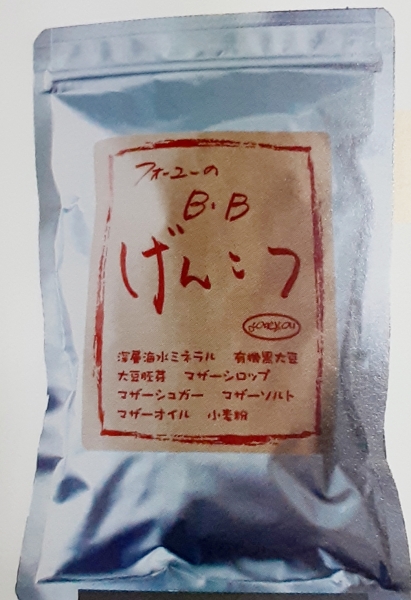 フォーユーの
B・B
げんこつ
for you
深層海水ミネラル 有機黒大豆
大豆胚芽 マザーシロップ
マザーシュガー マザーソルト
マザーオイル 小麦粉